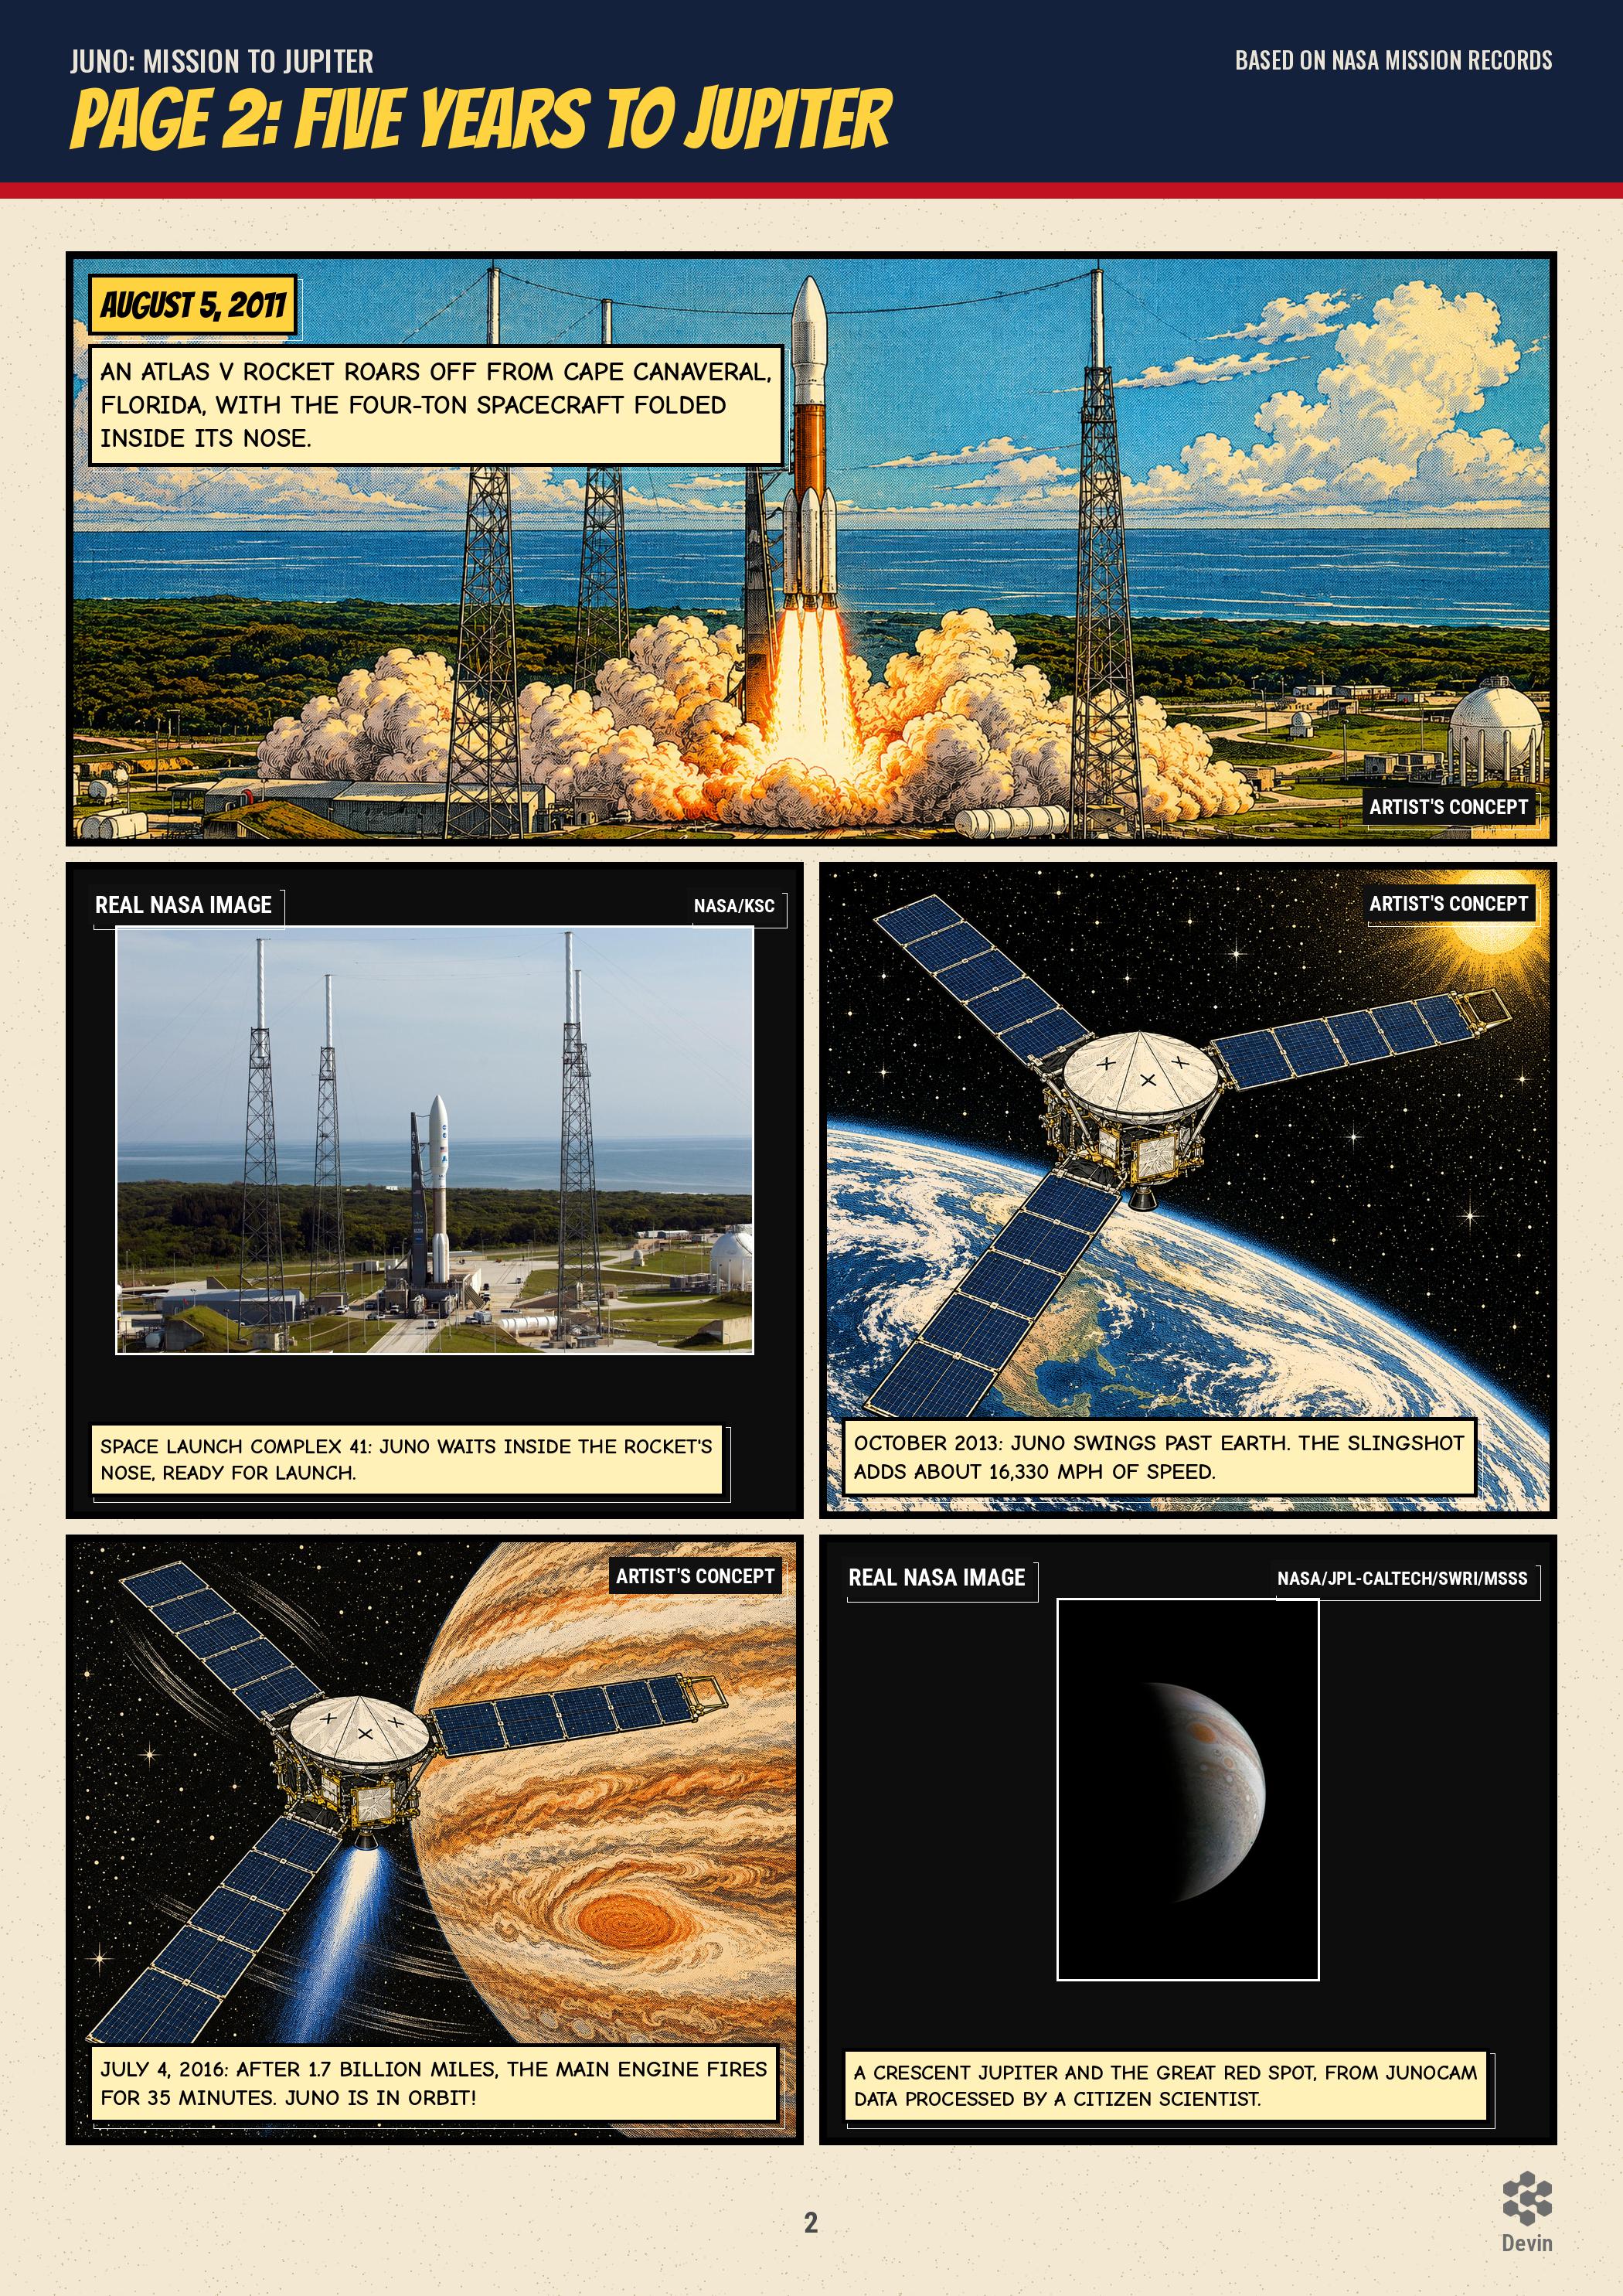 JUNO: MISSION TO JUPITER
BASED ON NASA MISSION RECORDS
PAGE 2: FIVE YEARS TO JUPITER
AUGUST 5, 2011
AN ATLAS V ROCKET ROARS OFF FROM CAPE CANAVERAL,
FLORIDA, WITH THE FOUR-TON SPACECRAFT FOLDED
INSIDE ITS NOSE.
ARTIST'S CONCEPT
REAL NASA IMAGE
NASA/KSC
SPACE LAUNCH COMPLEX 41: JUNO WAITS INSIDE THE ROCKET'S
NOSE, READY FOR LAUNCH.
ARTIST'S CONCEPT
OCTOBER 2013: JUNO SWINGS PAST EARTH. THE SLINGSHOT
ADDS ABOUT 16,330 MPH OF SPEED.
ARTIST'S CONCEPT
JULY 4, 2016: AFTER 1.7 BILLION MILES, THE MAIN ENGINE FIRES
FOR 35 MINUTES. JUNO IS IN ORBIT!
REAL NASA IMAGE
NASA/JPL-CALTECH/SWRI/MSSS
A CRESCENT JUPITER AND THE GREAT RED SPOT, FROM JUNOCAM
DATA PROCESSED BY A CITIZEN SCIENTIST.
2
Devin